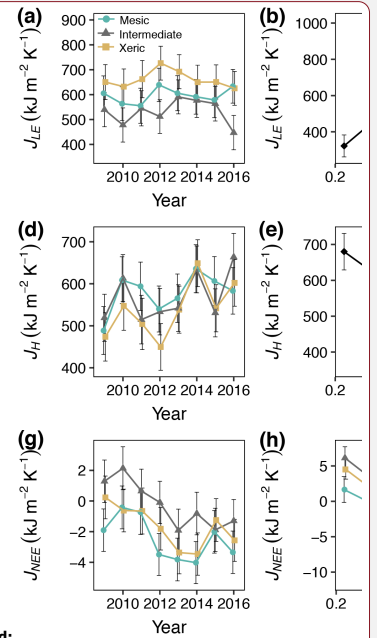 (a)
(b)
J_LE (kJ m⁻² K⁻¹)
900
800
700
600
500
400
Mesic
Intermediate
Xeric
2010 2012 2014 2016
Year
J_LE (kJ m⁻² K⁻¹)
1000
800
600
400
0.2
(d)
(e)
J_H (kJ m⁻² K⁻¹)
700
600
500
400
2010 2012 2014 2016
Year
J_H (kJ m⁻² K⁻¹)
700
600
500
400
0.2
(g)
(h)
J_NEE (kJ m⁻² K⁻¹)
2
0
−2
−4
2010 2012 2014 2016
Year
J_NEE (kJ m⁻² K⁻¹)
5
0
−5
−10
0.2
d: